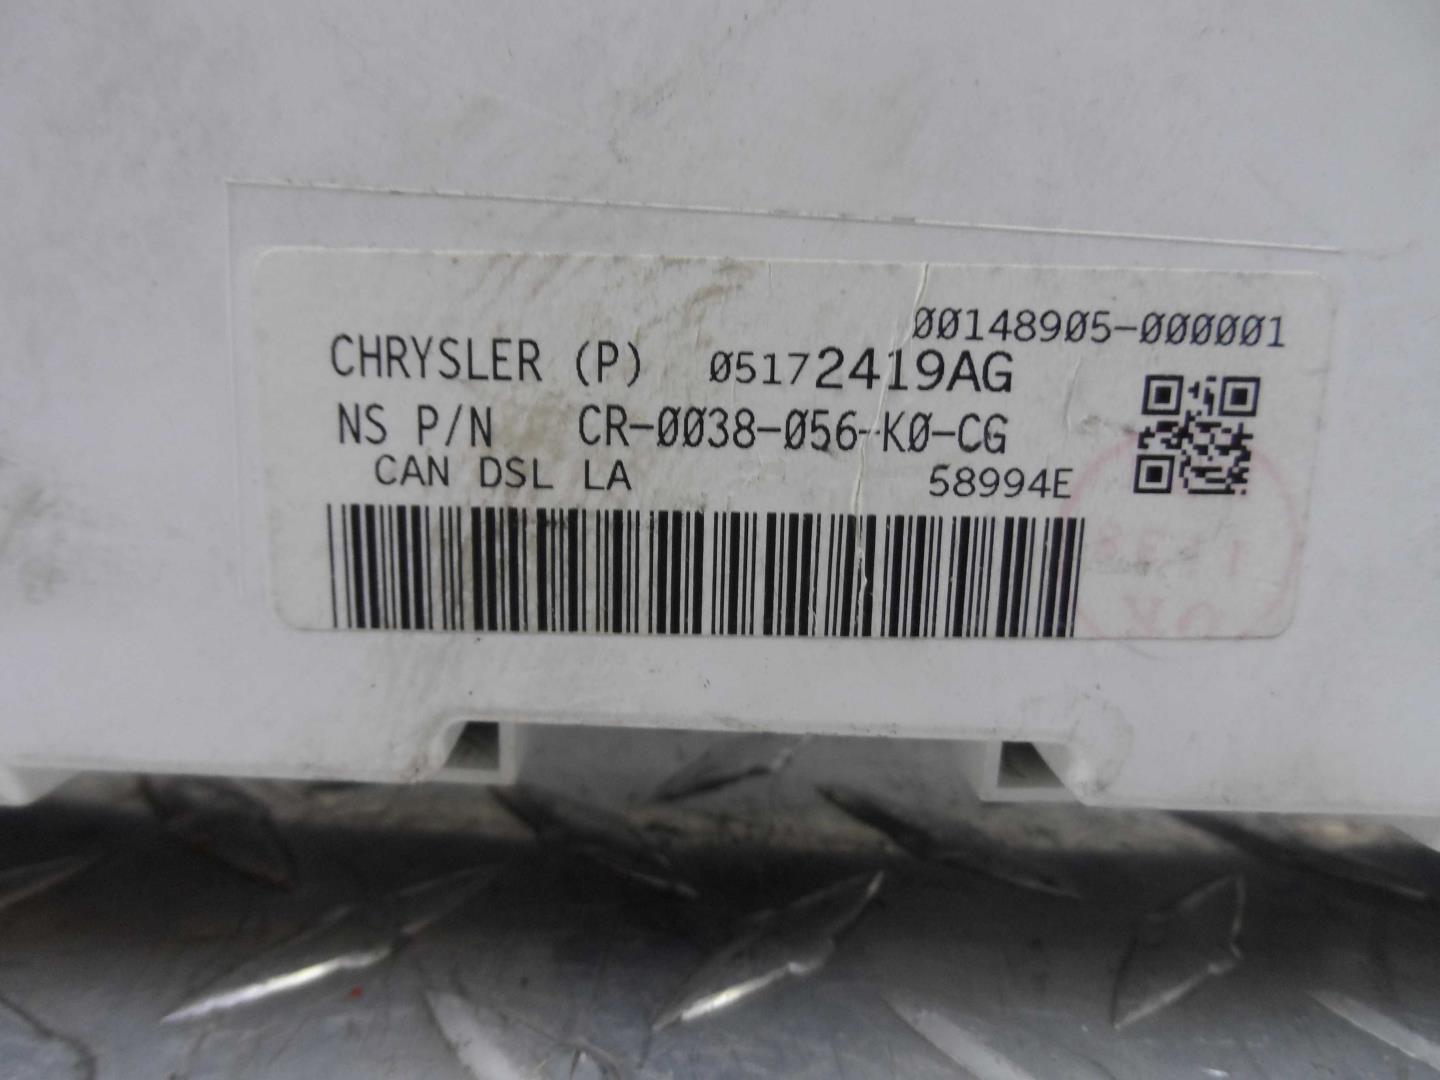 00148905-000001
CHRYSLER (P) 05172419AG
NS P/N CR-0038-056-K0-CG
CAN DSL LA 58994E